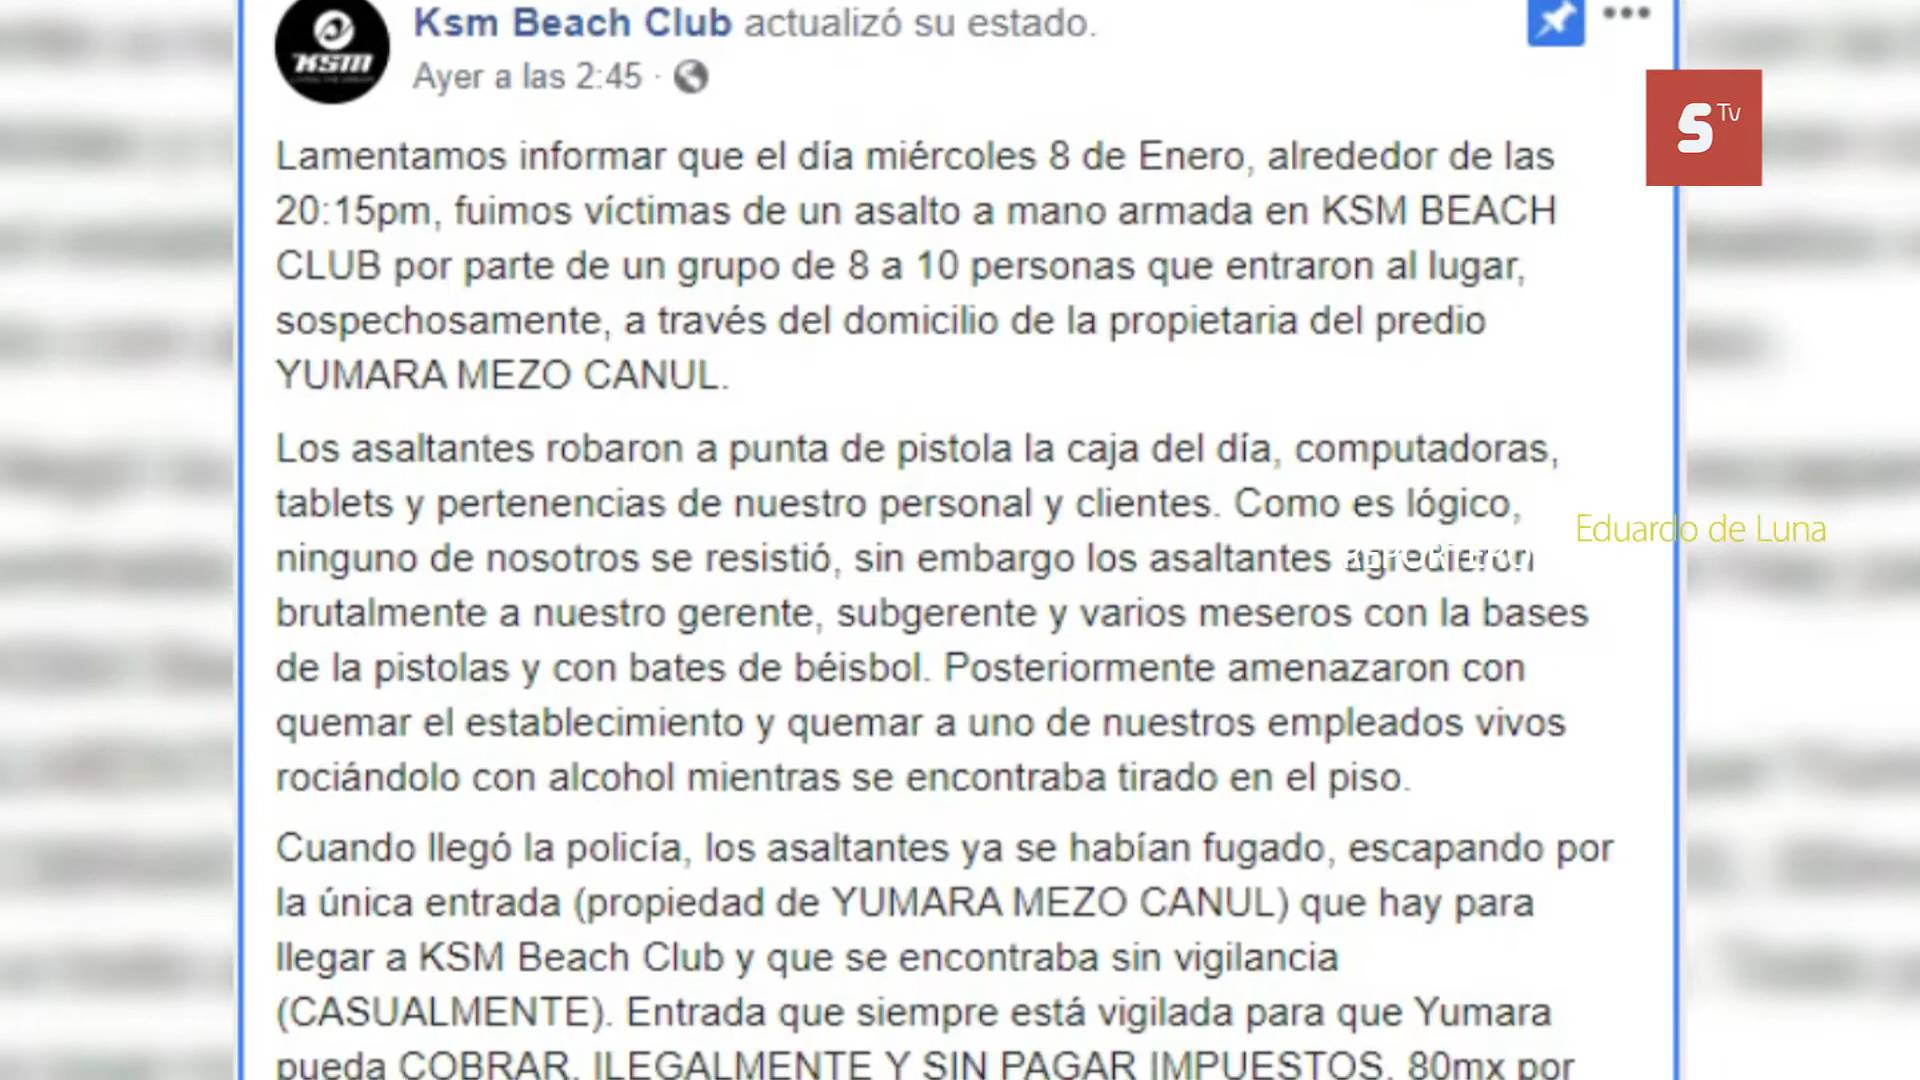 Ksm Beach Club actualizó su estado.
Ayer a las 2:45 ·
KSM
S Tv
Lamentamos informar que el día miércoles 8 de Enero, alrededor de las
20:15pm, fuimos víctimas de un asalto a mano armada en KSM BEACH
CLUB por parte de un grupo de 8 a 10 personas que entraron al lugar,
sospechosamente, a través del domicilio de la propietaria del predio
YUMARA MEZO CANUL.
Los asaltantes robaron a punta de pistola la caja del día, computadoras,
tablets y pertenencias de nuestro personal y clientes. Como es lógico,
Eduardo de Luna
ninguno de nosotros se resistió, sin embargo los asaltantes
REPORTERO
brutalmente a nuestro gerente, subgerente y varios meseros con la bases
de la pistolas y con bates de béisbol. Posteriormente amenazaron con
quemar el establecimiento y quemar a uno de nuestros empleados vivos
rociándolo con alcohol mientras se encontraba tirado en el piso.
Cuando llegó la policía, los asaltantes ya se habían fugado, escapando por
la única entrada (propiedad de YUMARA MEZO CANUL) que hay para
llegar a KSM Beach Club y que se encontraba sin vigilancia
(CASUALMENTE). Entrada que siempre está vigilada para que Yumara
pueda COBRAR, ILEGALMENTE Y SIN PAGAR IMPUESTOS, 80mx por